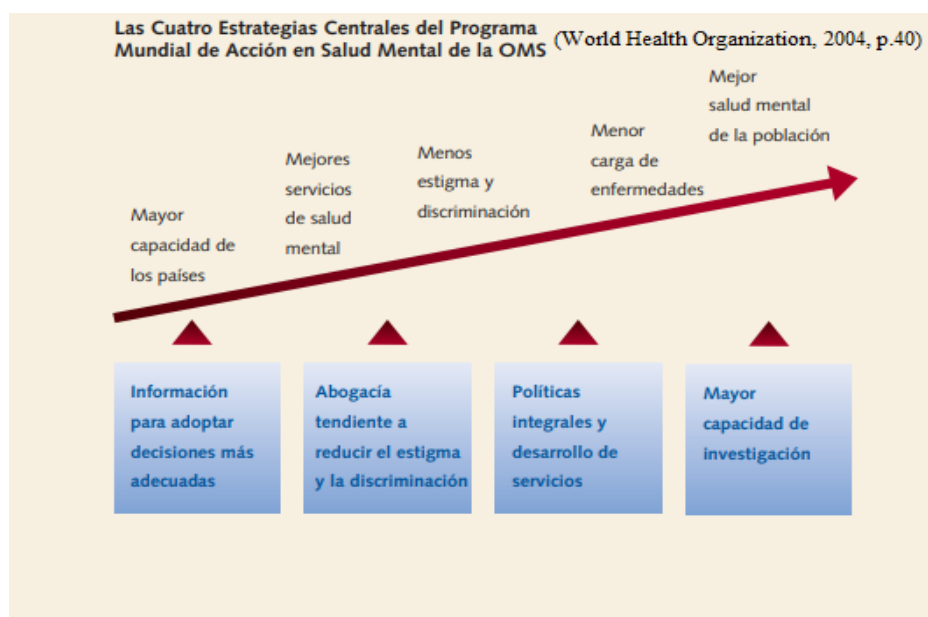 Las Cuatro Estrategias Centrales del Programa
Mundial de Acción en Salud Mental de la OMS (World Health Organization, 2004, p.40)
Mayor
capacidad de
los países
Mejores
servicios
de salud
mental
Menos
estigma y
discriminación
Menor
carga de
enfermedades
Mejor
salud mental
de la población
Información
para adoptar
decisiones más
adecuadas
Abogacía
tendiente a
reducir el estigma
y la discriminación
Políticas
integrales y
desarrollo de
servicios
Mayor
capacidad de
investigación